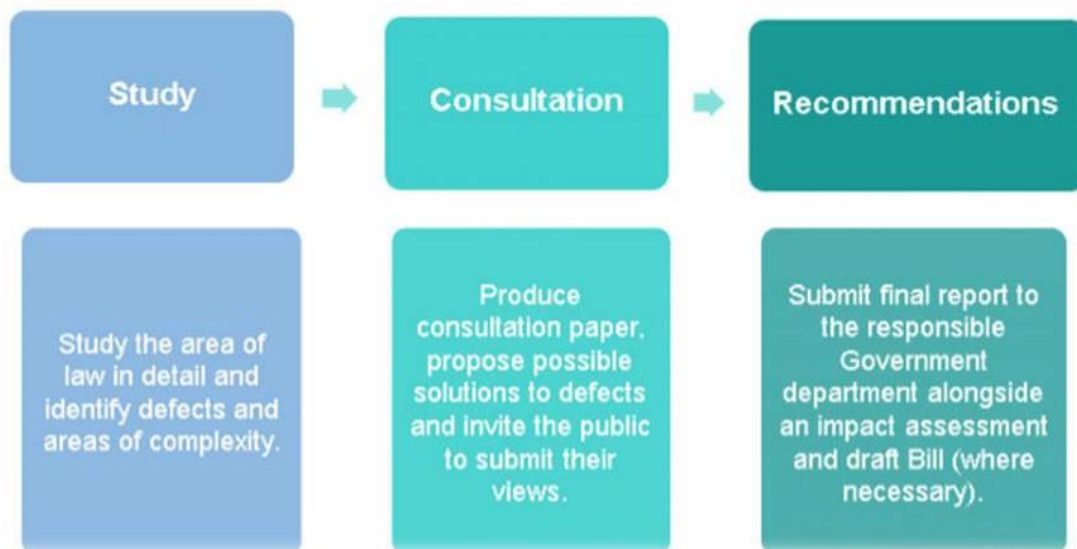 Study
Consultation
Recommendations
Study the area of
law in detail and
identify defects and
areas of complexity.
Produce
consultation paper,
propose possible
solutions to defects
and invite the public
to submit their
views.
Submit final report to
the responsible
Government
department alongside
an impact assessment
and draft Bill (where
necessary).